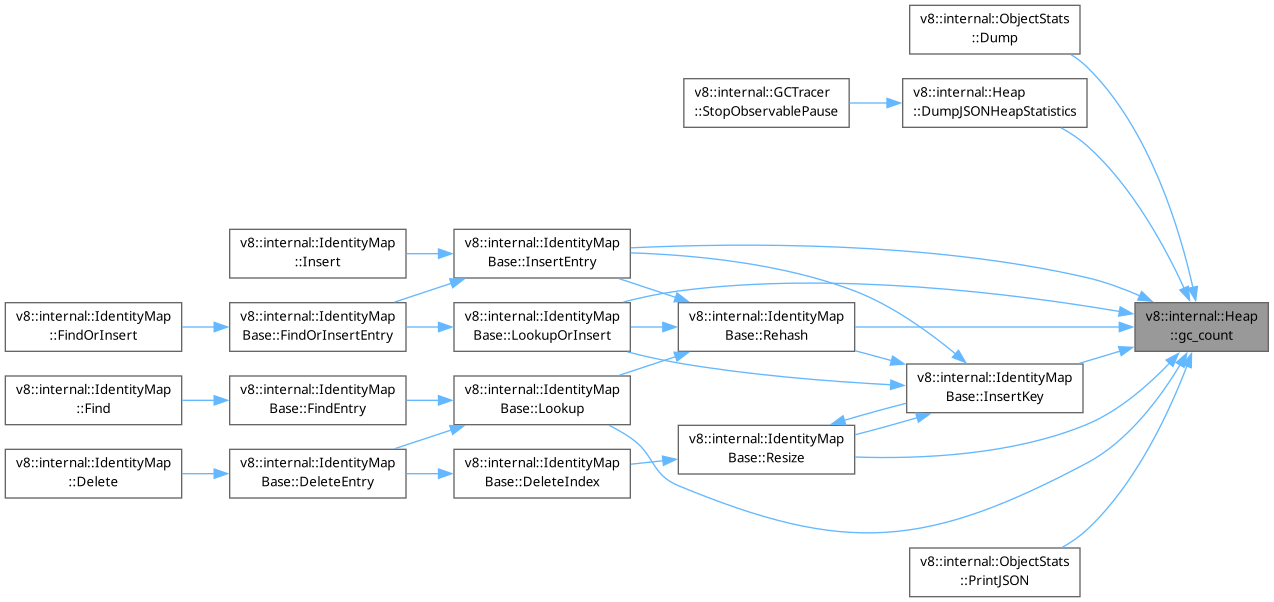 v8::internal::ObjectStats
::Dump
v8::internal::GCTracer
::StopObservablePause
v8::internal::Heap
::DumpJSONHeapStatistics
v8::internal::IdentityMap
::Insert
v8::internal::IdentityMap
Base::InsertEntry
v8::internal::IdentityMap
::FindOrInsert
v8::internal::IdentityMap
Base::FindOrInsertEntry
v8::internal::IdentityMap
Base::LookupOrInsert
v8::internal::IdentityMap
Base::Rehash
v8::internal::Heap
::gc_count
v8::internal::IdentityMap
::Find
v8::internal::IdentityMap
Base::FindEntry
v8::internal::IdentityMap
Base::Lookup
v8::internal::IdentityMap
Base::InsertKey
v8::internal::IdentityMap
::Delete
v8::internal::IdentityMap
Base::DeleteEntry
v8::internal::IdentityMap
Base::DeleteIndex
v8::internal::IdentityMap
Base::Resize
v8::internal::ObjectStats
::PrintJSON